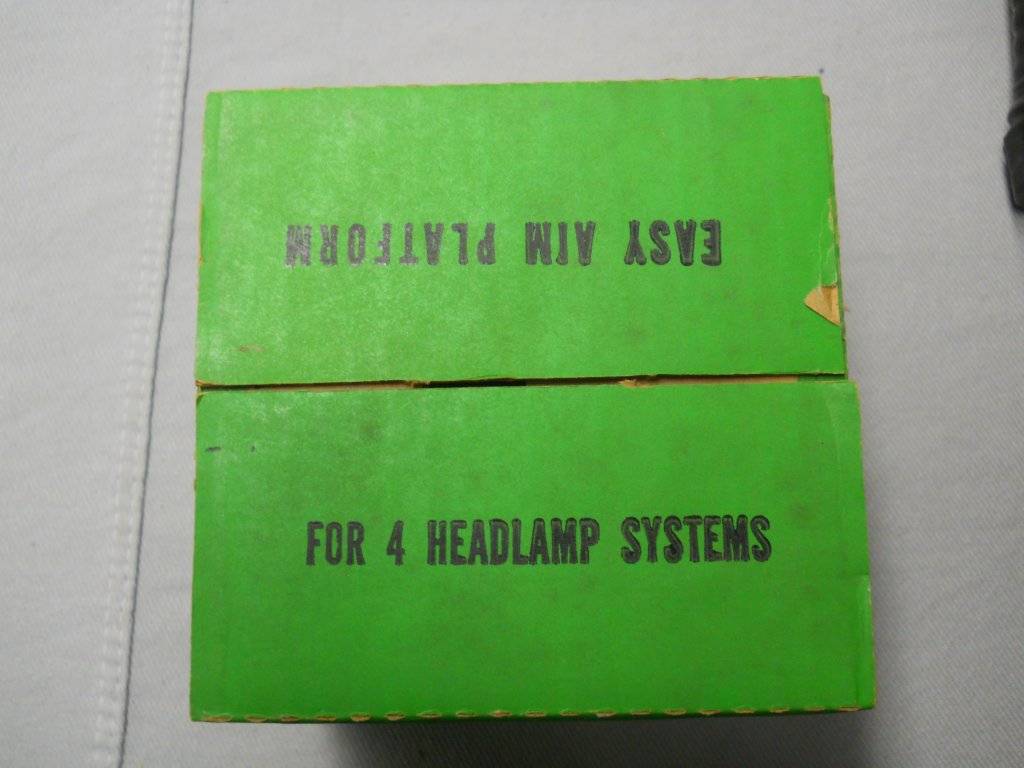 EASY AIM PLATFORM
FOR 4 HEADLAMP SYSTEMS